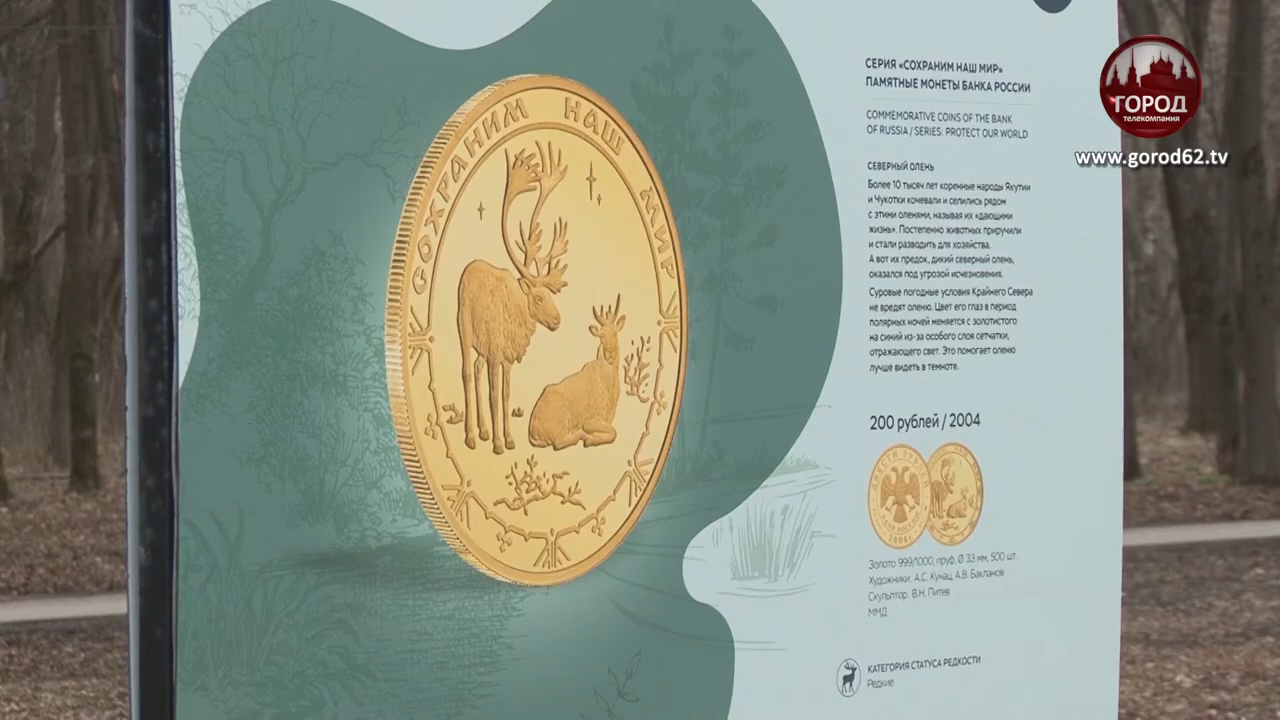 СОХРАНИМ НАШ МИР
СЕРИЯ «СОХРАНИМ НАШ МИР»
ПАМЯТНЫЕ МОНЕТЫ БАНКА РОССИИ
COMMEMORATIVE COINS OF THE BANK
OF RUSSIA / SERIES: PROTECT OUR WORLD
СЕВЕРНЫЙ ОЛЕНЬ
Более 10 тысяч лет коренные народы Якутии
и Чукотки кочевали и селились рядом
с этими оленями, называя их «дающими
жизнь». Постепенно животных приручили
и стали разводить для хозяйства.
А вот их предок, дикий северный олень,
оказался под угрозой исчезновения.
Суровые погодные условия Крайнего Севера
не вредят оленю. Цвет его глаз в период
полярных ночей меняется с золотистого
на синий из-за особого слоя сетчатки,
отражающего свет. Это помогает оленю
лучше видеть в темноте.
200 рублей / 2004
2004г.
Золото 999/1000, пруф, Ø 33 мм, 500 шт.
Художники: А.С. Кунац, А.В. Бакланов
Скульптор: В.Н. Питев
ММД
КАТЕГОРИЯ СТАТУСА РЕДКОСТИ
Редкие
ГОРОД
телекомпания
www.gorod62.tv